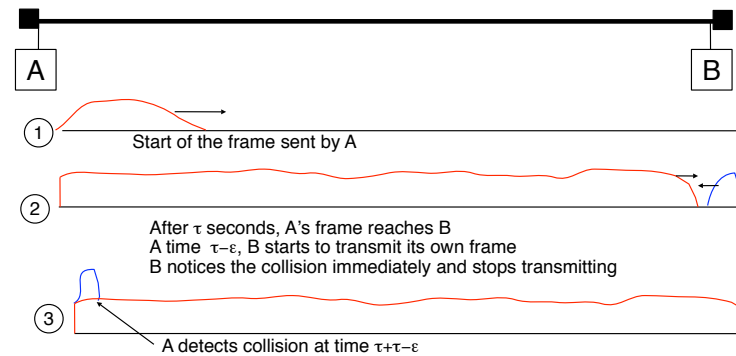 A
B
1
Start of the frame sent by A
2
After τ seconds, A's frame reaches B
A time τ−ε, B starts to transmit its own frame
B notices the collision immediately and stops transmitting
3
A detects collision at time τ+τ−ε